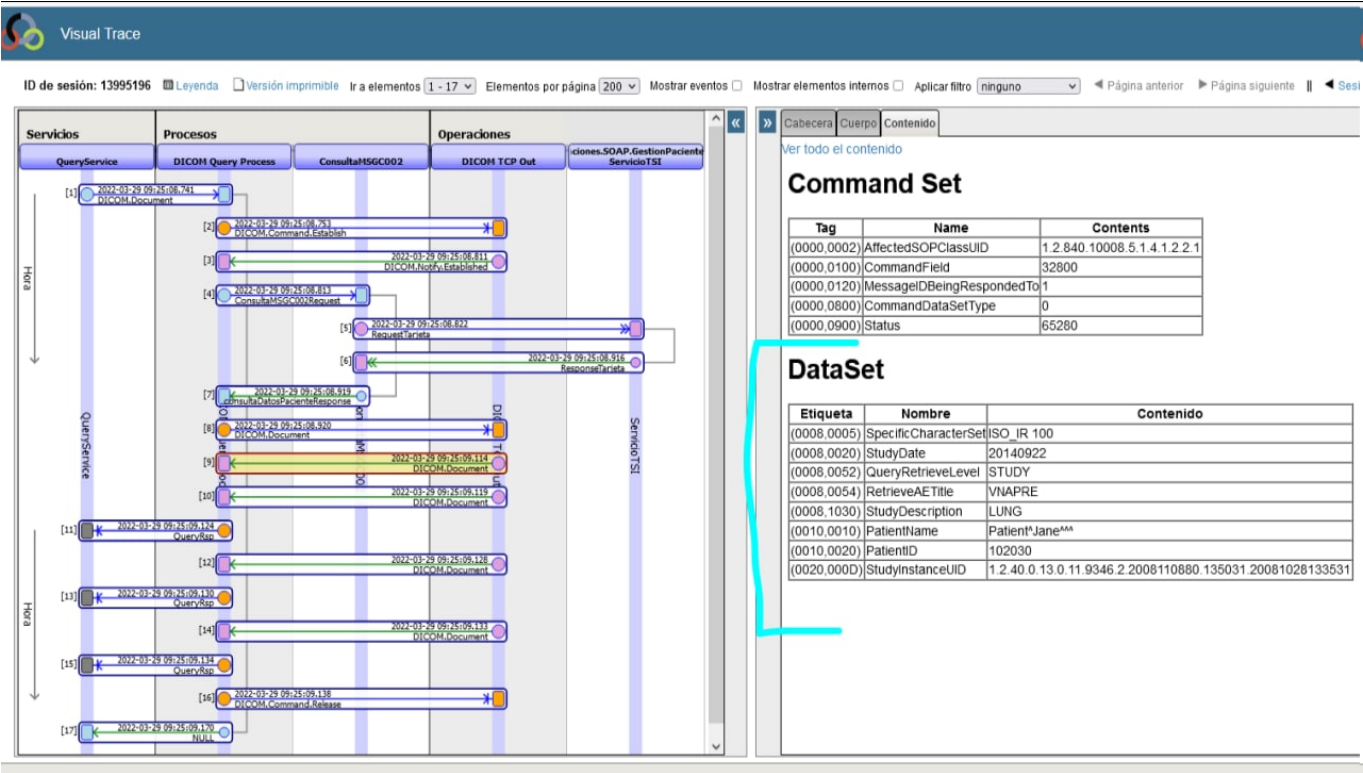 Visual Trace
ID de sesión: 13995196 Leyenda Versión imprimible Ir a elementos 1 - 17 Elementos por página 200 Mostrar eventos Mostrar elementos internos Aplicar filtro ninguno Página anterior Página siguiente || Sesi
Servicios Procesos Operaciones
QueryService DICOM Query Process ConsultaMSGC002 DICOM TCP Out ciones.SOAP.GestionPaciente
ServicioTSI
[1] 2022-03-29 09:25:08.741
DICOM.Document
[2] 2022-03-29 09:25:08.753
DICOM.Command.Establish
[3] 2022-03-29 09:25:08.811
DICOM.Notify.Established
[4] 2022-03-29 09:25:08.813
ConsultaMSGC002Request
[5] 2022-03-29 09:25:08.822
RequestTarjeta
[6] 2022-03-29 09:25:08.916
ResponseTarjeta
[7] 2022-03-29 09:25:08.919
consultaDatosPacienteResponse
[8] 2022-03-29 09:25:08.920
DICOM.Document
[9] 2022-03-29 09:25:09.114
DICOM.Document
[10] 2022-03-29 09:25:09.119
DICOM.Document
[11] 2022-03-29 09:25:09.124
QueryRsp
[12] 2022-03-29 09:25:09.128
DICOM.Document
[13] 2022-03-29 09:25:09.130
QueryRsp
[14] 2022-03-29 09:25:09.133
DICOM.Document
[15] 2022-03-29 09:25:09.134
QueryRsp
[16] 2022-03-29 09:25:09.138
DICOM.Command.Release
[17] 2022-03-29 09:25:09.170
NULL
Hora
Hora
QueryService
ServicioTSI
Cabecera Cuerpo Contenido
Ver todo el contenido
Command Set
Tag Name Contents
(0000,0002) AffectedSOPClassUID 1.2.840.10008.5.1.4.1.2.2.1
(0000,0100) CommandField 32800
(0000,0120) MessageIDBeingRespondedTo 1
(0000,0800) CommandDataSetType 0
(0000,0900) Status 65280
DataSet
Etiqueta Nombre Contenido
(0008,0005) SpecificCharacterSet ISO_IR 100
(0008,0020) StudyDate 20140922
(0008,0052) QueryRetrieveLevel STUDY
(0008,0054) RetrieveAETitle VNAPRE
(0008,1030) StudyDescription LUNG
(0010,0010) PatientName Patient^Jane^^^
(0010,0020) PatientID 102030
(0020,000D) StudyInstanceUID 1.2.40.0.13.0.11.9346.2.2008110880.135031.20081028133531